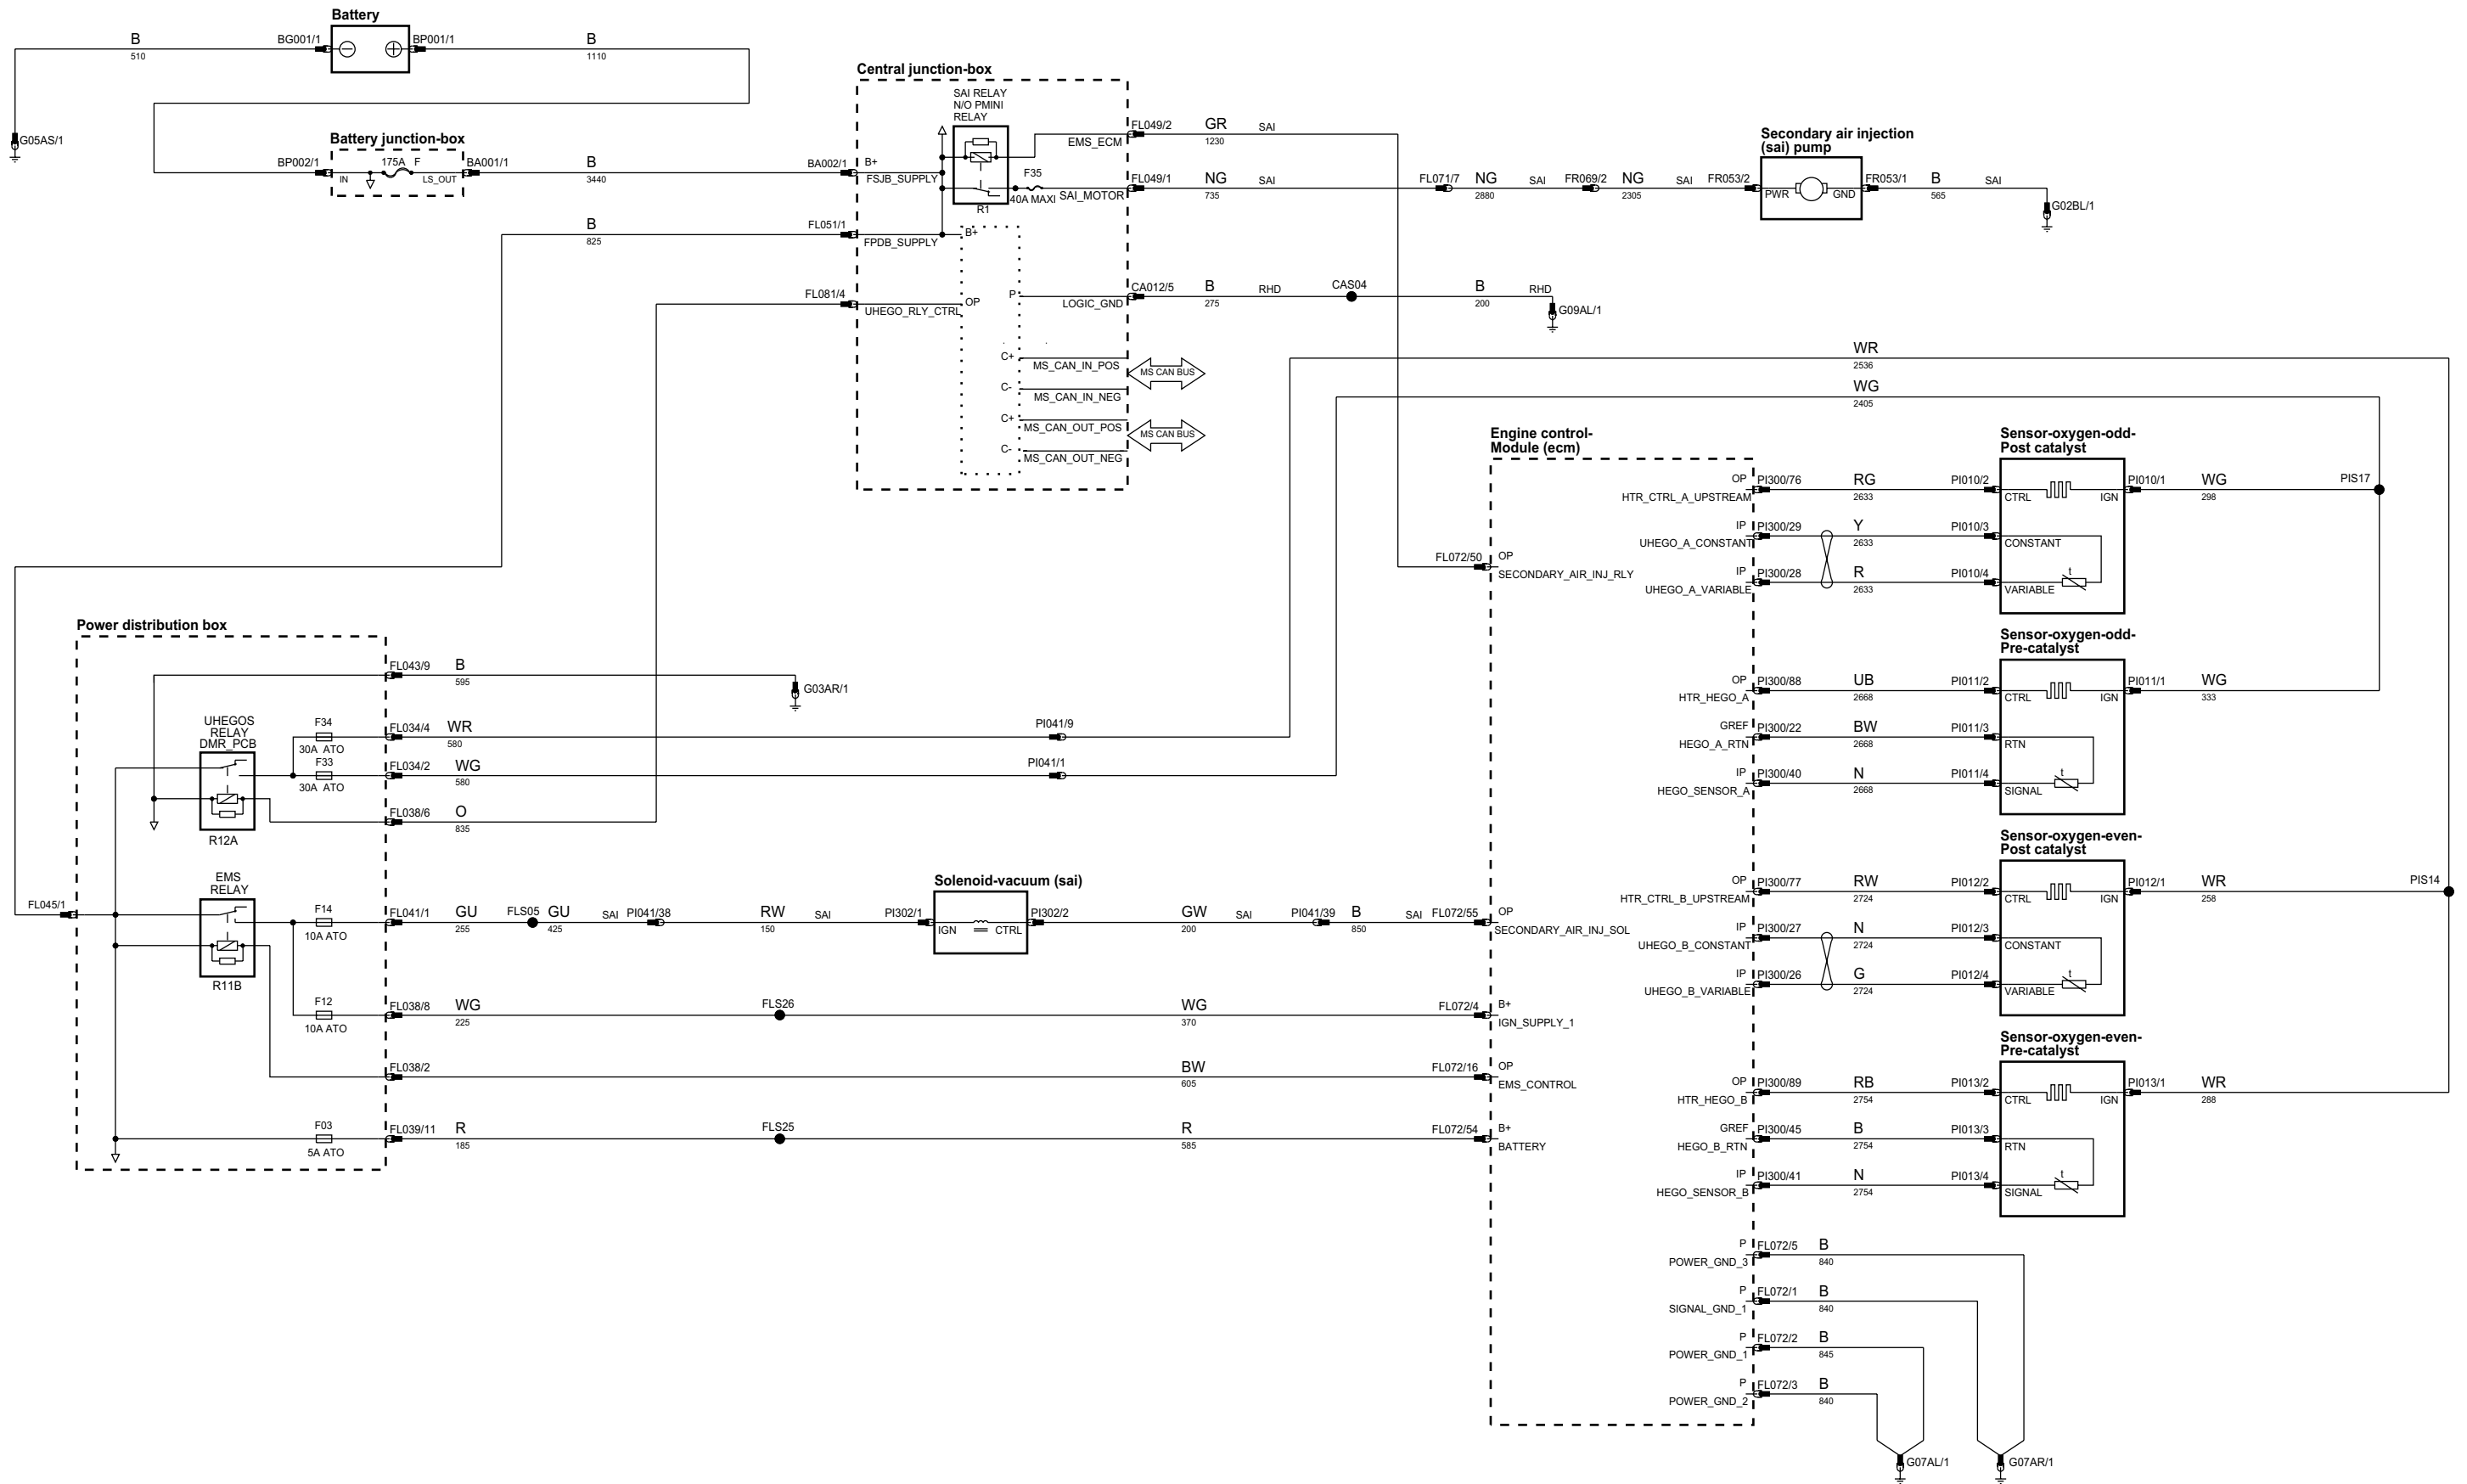 Battery
B
510
BG001/1
BP001/1
B
1110
G05AS/1
Battery junction-box
BP002/1
175A F
IN
LS_OUT
BA001/1
B
3440
Central junction-box
SAI RELAY
N/O PMINI
RELAY
BA002/1
B+
FSJB_SUPPLY
R1
F35
40A MAXI
EMS_ECM
FL049/2
GR
1230
SAI
SAI_MOTOR
FL049/1
NG
735
SAI
FL071/7
NG
2880
SAI
FR069/2
NG
2305
SAI
FR053/2
Secondary air injection
(sai) pump
PWR
GND
FR053/1
B
565
SAI
G02BL/1
B
825
FL051/1
FPDB_SUPPLY
B+
FL081/4
UHEGO_RLY_CTRL
OP
P
LOGIC_GND
CA012/5
B
275
RHD
CAS04
B
200
RHD
G09AL/1
C+
MS_CAN_IN_POS
C-
MS_CAN_IN_NEG
MS CAN BUS
C+
MS_CAN_OUT_POS
C-
MS_CAN_OUT_NEG
MS CAN BUS
WR
2536
WG
2405
Engine control-
Module (ecm)
FL072/50
OP
SECONDARY_AIR_INJ_RLY
OP
HTR_CTRL_A_UPSTREAM
PI300/76
RG
2633
PI010/2
IP
UHEGO_A_CONSTANT
PI300/29
Y
2633
PI010/3
IP
UHEGO_A_VARIABLE
PI300/28
R
2633
PI010/4
Sensor-oxygen-odd-
Post catalyst
CTRL
IGN
CONSTANT
t
VARIABLE
PI010/1
WG
298
PIS17
OP
HTR_HEGO_A
PI300/88
UB
2668
PI011/2
GREF
HEGO_A_RTN
PI300/22
BW
2668
PI011/3
IP
HEGO_SENSOR_A
PI300/40
N
2668
PI011/4
Sensor-oxygen-odd-
Pre-catalyst
CTRL
IGN
RTN
t
SIGNAL
PI011/1
WG
333
OP
HTR_CTRL_B_UPSTREAM
PI300/77
RW
2724
PI012/2
IP
UHEGO_B_CONSTANT
PI300/27
N
2724
PI012/3
IP
UHEGO_B_VARIABLE
PI300/26
G
2724
PI012/4
Sensor-oxygen-even-
Post catalyst
CTRL
IGN
CONSTANT
t
VARIABLE
PI012/1
WR
258
PIS14
OP
HTR_HEGO_B
PI300/89
RB
2754
PI013/2
GREF
HEGO_B_RTN
PI300/45
B
2754
PI013/3
IP
HEGO_SENSOR_B
PI300/41
N
2754
PI013/4
Sensor-oxygen-even-
Pre-catalyst
CTRL
IGN
RTN
t
SIGNAL
PI013/1
WR
288
P
POWER_GND_3
FL072/5
B
840
P
SIGNAL_GND_1
FL072/1
B
840
P
POWER_GND_1
FL072/2
B
845
P
POWER_GND_2
FL072/3
B
840
G07AL/1
G07AR/1
Power distribution box
FL043/9
B
595
G03AR/1
UHEGOS
RELAY
DMR_PCB
R12A
F34
30A ATO
FL034/4
WR
580
PI041/9
F33
30A ATO
FL034/2
WG
580
PI041/1
FL038/6
O
835
FL045/1
EMS
RELAY
R11B
F14
10A ATO
FL041/1
GU
255
FLS05
GU
425
SAI
PI041/38
RW
150
SAI
PI302/1
Solenoid-vacuum (sai)
IGN
CTRL
PI302/2
GW
200
SAI
PI041/39
B
850
SAI
FL072/55
OP
SECONDARY_AIR_INJ_SOL
F12
10A ATO
FL038/8
WG
225
FLS26
WG
370
FL072/4
B+
IGN_SUPPLY_1
FL038/2
BW
605
FL072/16
OP
EMS_CONTROL
F03
5A ATO
FL039/11
R
185
FLS25
R
585
FL072/54
B+
BATTERY